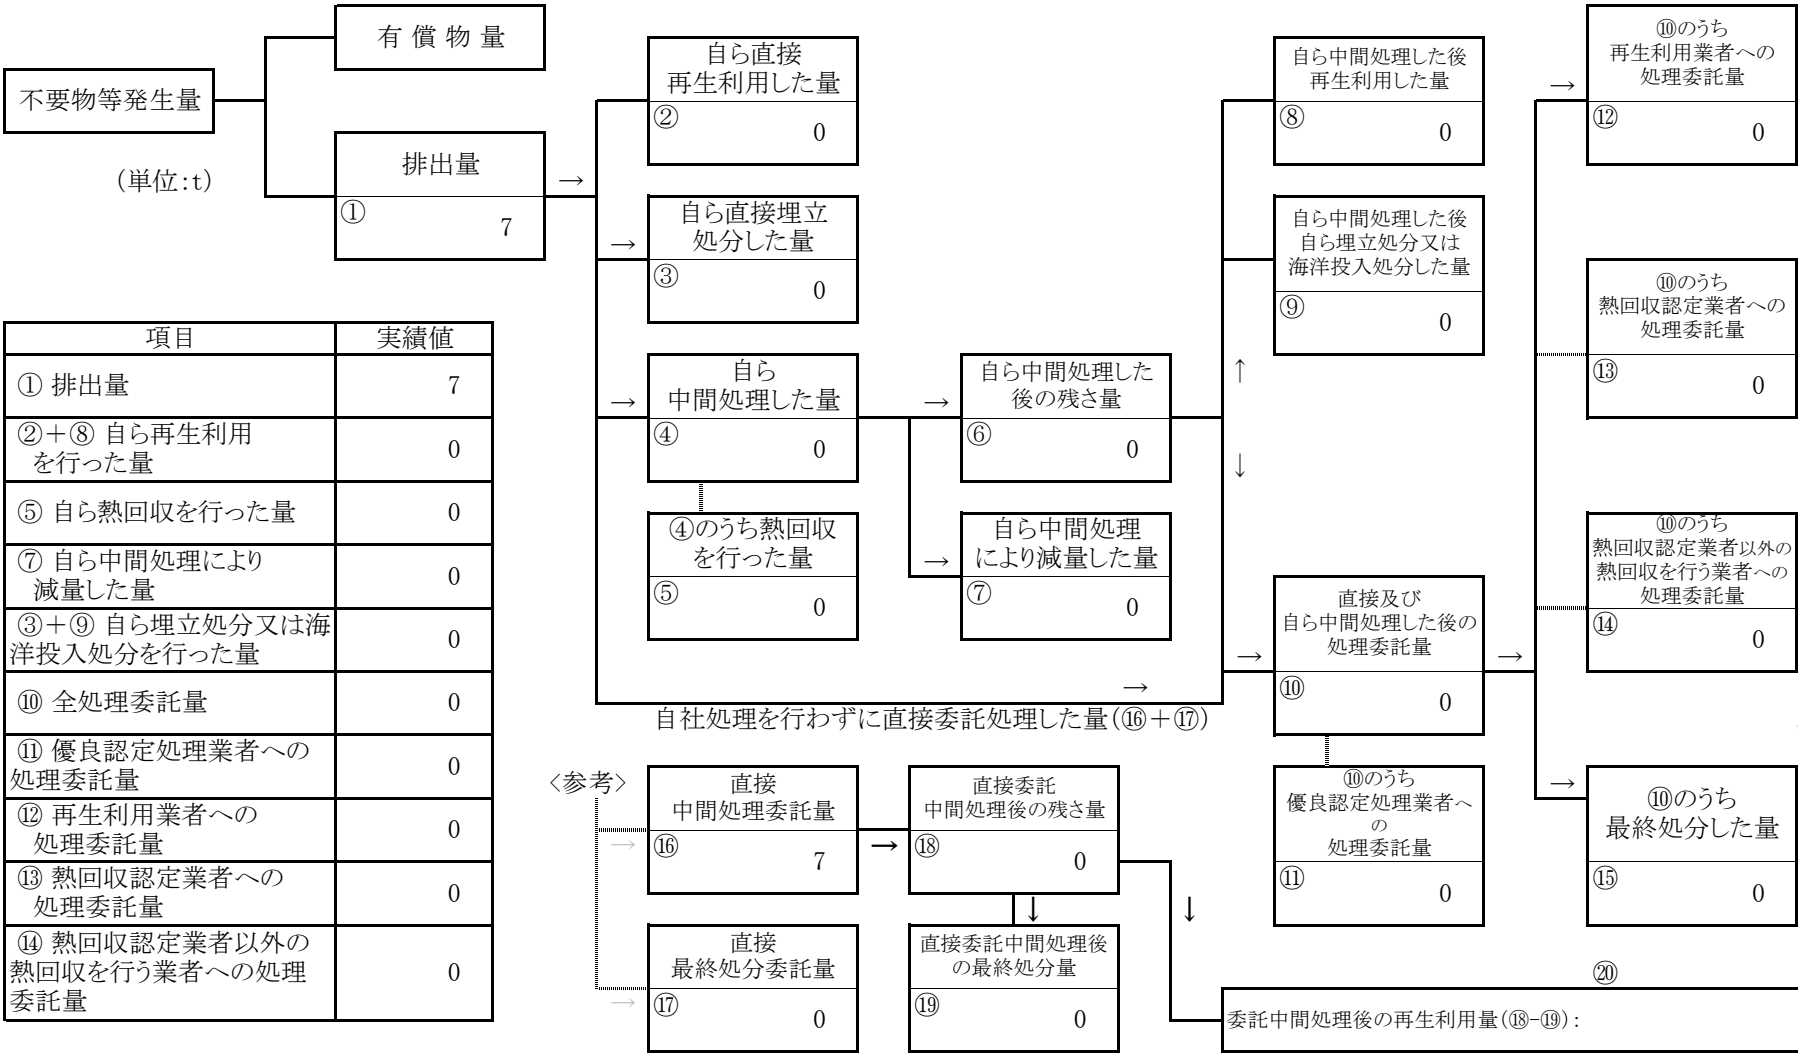 有 償 物 量
不要物等発生量
(単位:t)
排出量
①
7
→
自ら直接
再生利用した量
②
0
→
自ら直接埋立
処分した量
③
0
→
自ら
中間処理した量
④
0
④のうち熱回収
を行った量
⑤
0
→
自ら中間処理した
後の残さ量
⑥
0
→
自ら中間処理
により減量した量
⑦
0
自ら中間処理した後
再生利用した量
⑧
0
自ら中間処理した後
自ら埋立処分又は
海洋投入処分した量
⑨
0
↑
↓
→
直接及び
自ら中間処理した後の
処理委託量
⑩
0
→
⑩のうち
優良認定処理業者へ
の
処理委託量
⑪
0
→
⑩のうち
再生利用業者への
処理委託量
⑫
0
⑩のうち
熱回収認定業者への
処理委託量
⑬
0
⑩のうち
熱回収認定業者以外の
熱回収を行う業者への
処理委託量
⑭
0
→
⑩のうち
最終処分した量
⑮
0
→
自社処理を行わずに直接委託処理した量(⑯＋⑰)
<参考>
→
直接
中間処理委託量
⑯
7
→
直接委託
中間処理後の残さ量
⑱
0
↓
↓
→
直接
最終処分委託量
⑰
0
直接委託中間処理後
の最終処分量
⑲
0
⑳
委託中間処理後の再生利用量(⑱-⑲):
項目 実績値
① 排出量 7
②＋⑧ 自ら再生利用
を行った量 0
⑤ 自ら熱回収を行った量 0
⑦ 自ら中間処理により
減量した量 0
③＋⑨ 自ら埋立処分又は海
洋投入処分を行った量 0
⑩ 全処理委託量 0
⑪ 優良認定処理業者への
処理委託量 0
⑫ 再生利用業者への
処理委託量 0
⑬ 熱回収認定業者への
処理委託量 0
⑭ 熱回収認定業者以外の
熱回収を行う業者への処理
委託量 0